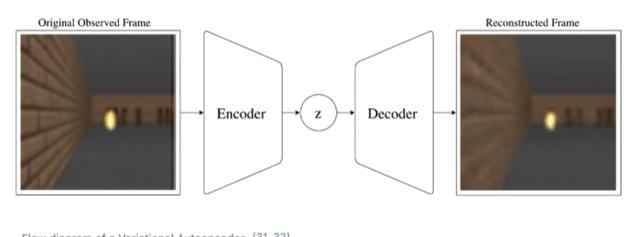 Original Observed Frame
Reconstructed Frame
Encoder
z
Decoder
Flow diagram of a Variational Autoencoder. [31, 32]